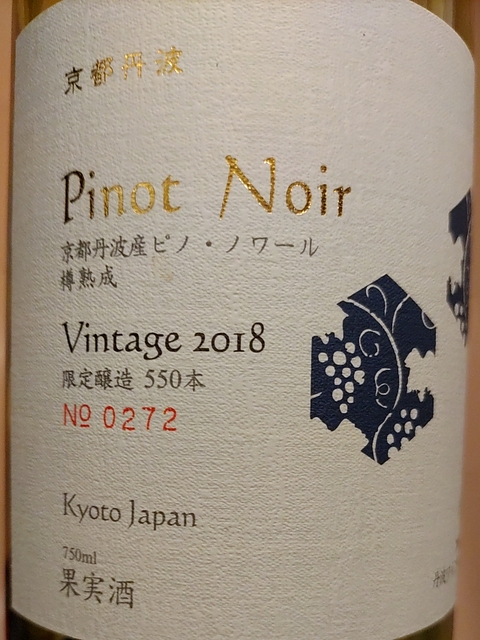 京都丹波
Pinot Noir
京都丹波産ピノ・ノワール
樽熟成
Vintage 2018
限定醸造 550本
Nº 0272
Kyoto Japan
750ml
果実酒